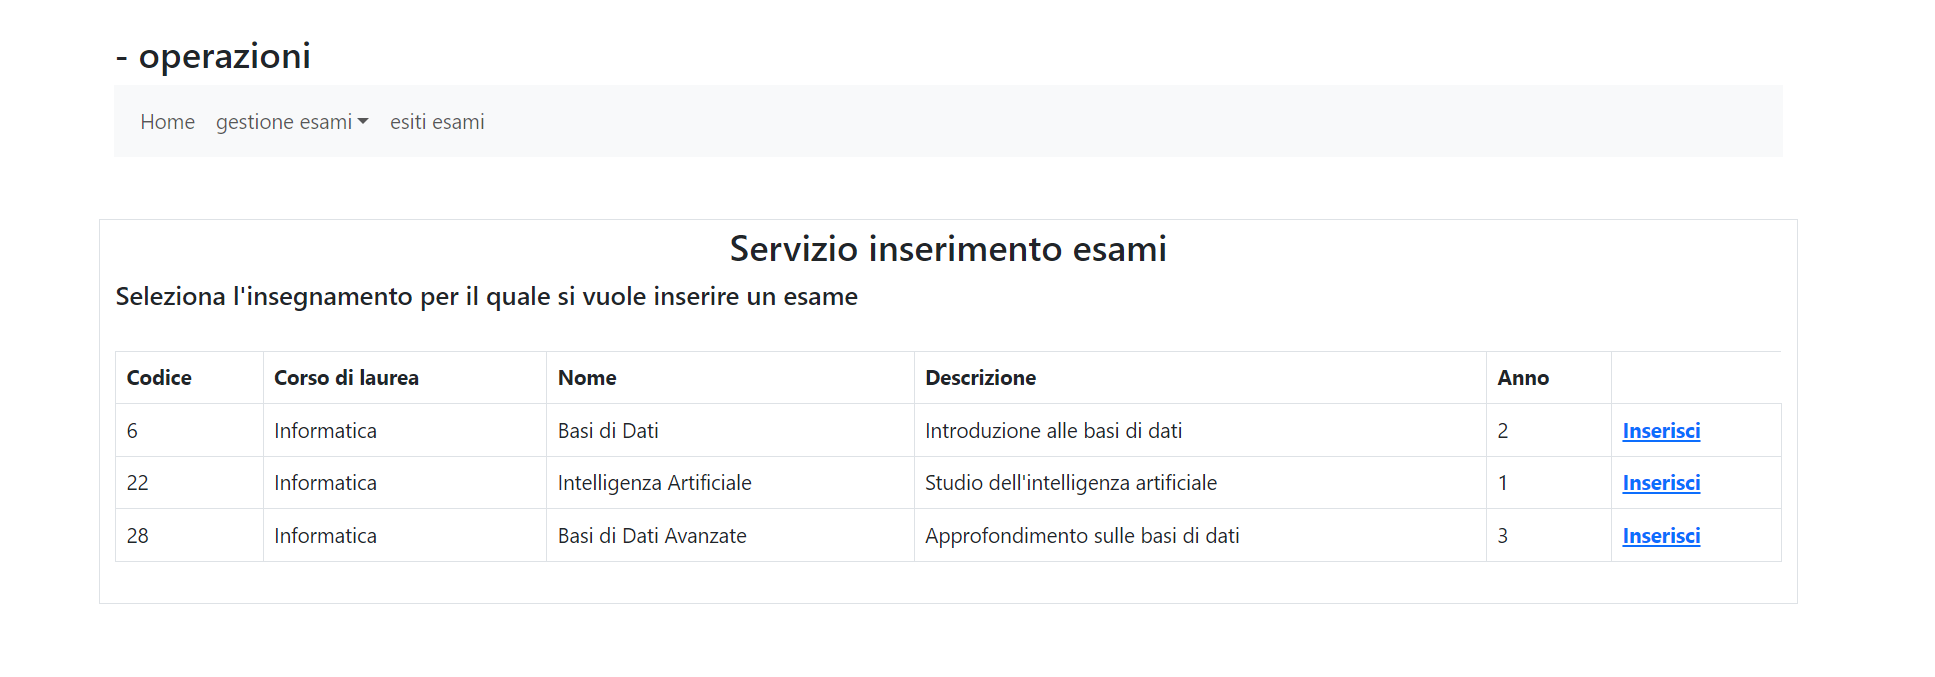 - operazioni
Home gestione esami esiti esami
Servizio inserimento esami
Seleziona l'insegnamento per il quale si vuole inserire un esame
Codice Corso di laurea Nome Descrizione Anno
6 Informatica Basi di Dati Introduzione alle basi di dati 2 Inserisci
22 Informatica Intelligenza Artificiale Studio dell'intelligenza artificiale 1 Inserisci
28 Informatica Basi di Dati Avanzate Approfondimento sulle basi di dati 3 Inserisci